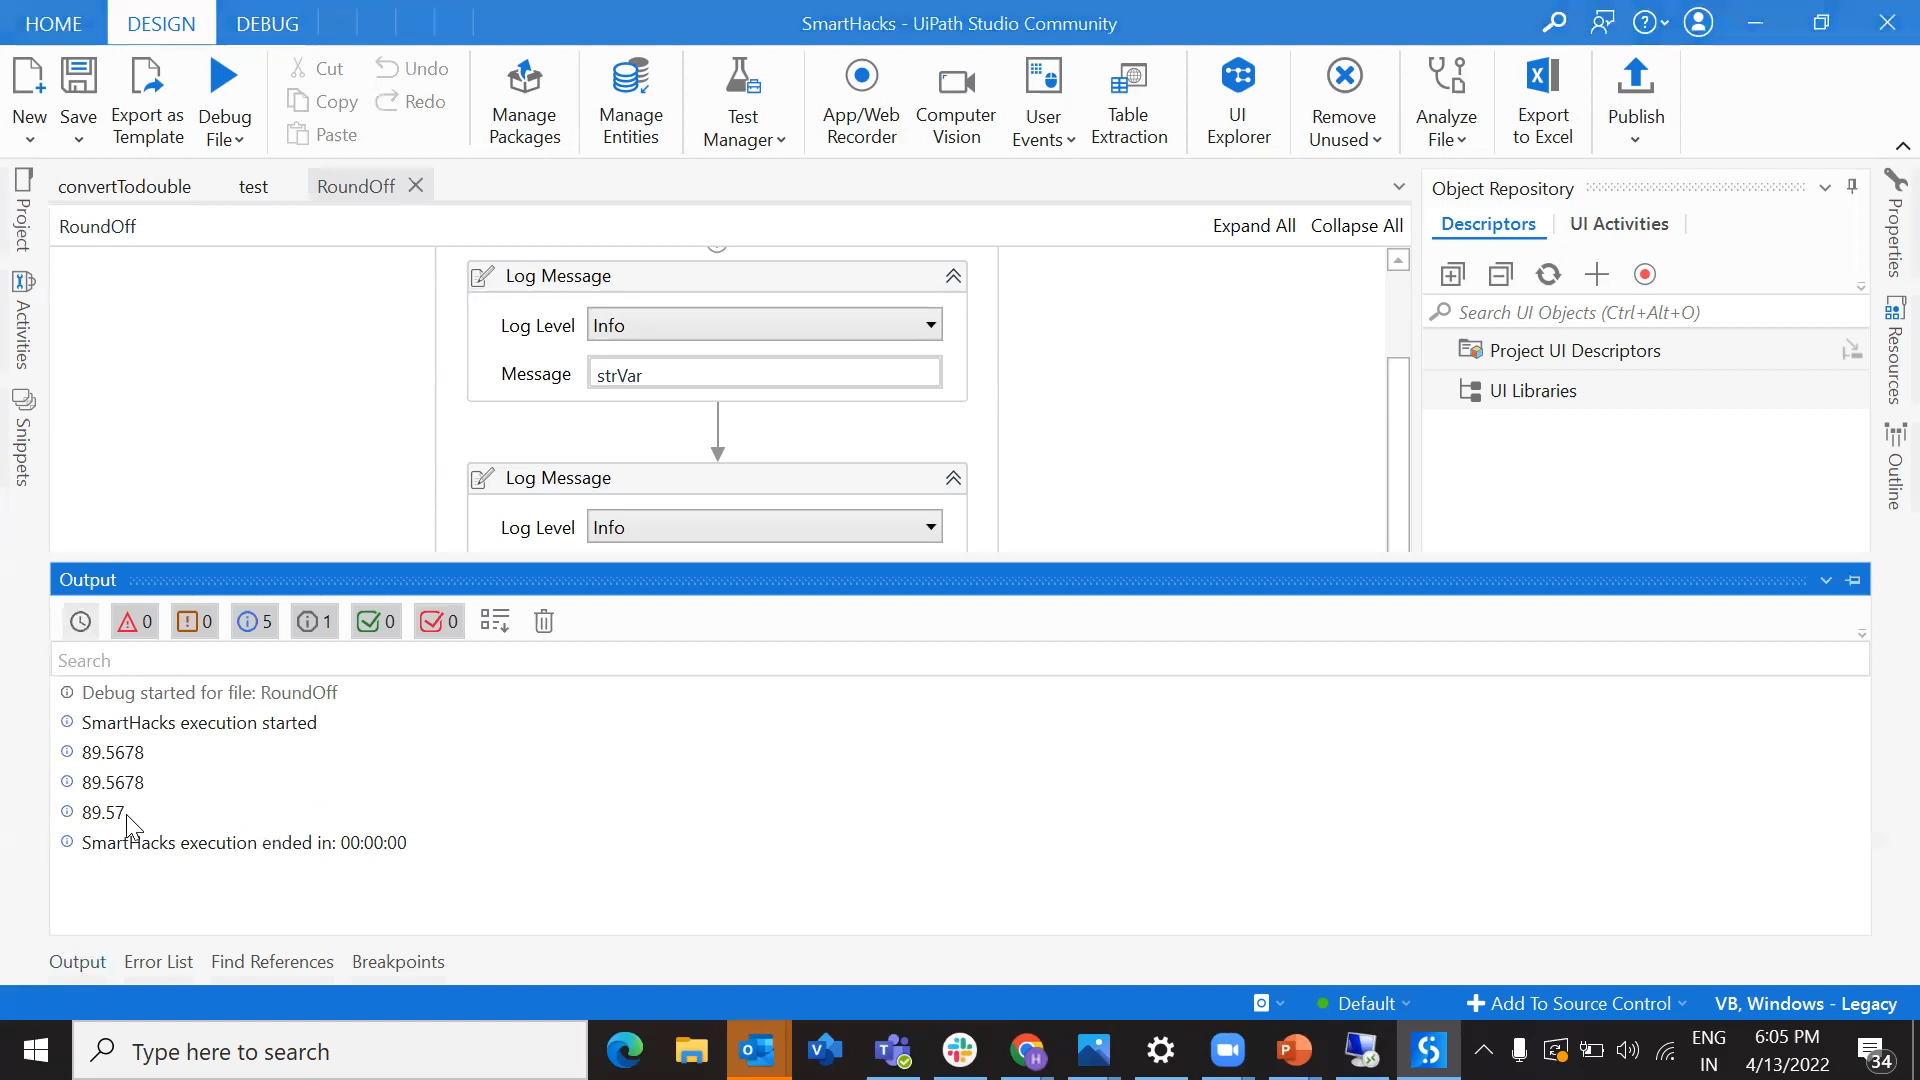 HOME DESIGN DEBUG SmartHacks - UiPath Studio Community
New Save Export as Template Debug File Cut Copy Paste Undo Redo Manage Packages Manage Entities Test Manager App/Web Recorder Computer Vision User Events Table Extraction UI Explorer Remove Unused Analyze File Export to Excel Publish
convertTodouble test RoundOff
RoundOff Expand All Collapse All
Project
Activities
Snippets
Log Message
Log Level Info
Message strVar
Log Message
Log Level Info
Object Repository
Descriptors UI Activities
Search UI Objects (Ctrl+Alt+O)
Project UI Descriptors
UI Libraries
Properties
Resources
Outline
Output
0 0 5 1 0 0
Search
Debug started for file: RoundOff
SmartHacks execution started
89.5678
89.5678
89.57
SmartHacks execution ended in: 00:00:00
Output Error List Find References Breakpoints
Default Add To Source Control VB, Windows - Legacy
Type here to search
ENG
IN
6:05 PM
4/13/2022
34